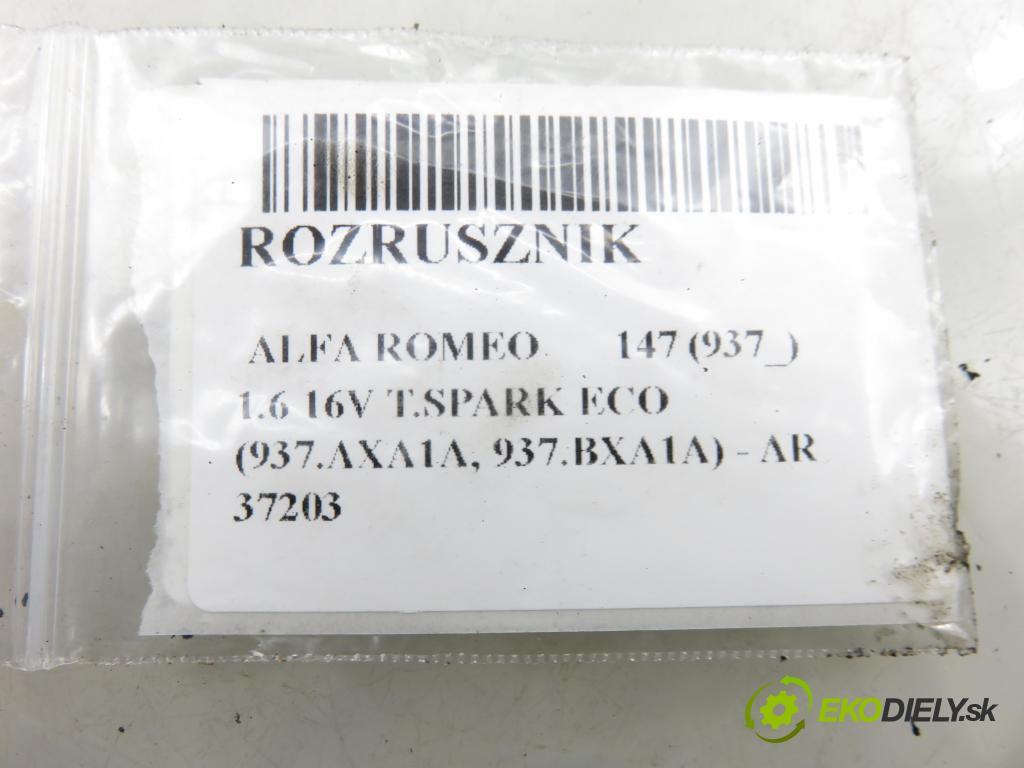 ROZRUSZNIK
ALFA ROMEO 147 (937_)
1.6 16V T.SPARK ECO
(937.AXA1A, 937.BXA1A) - AR
37203
EKODIELY.sk